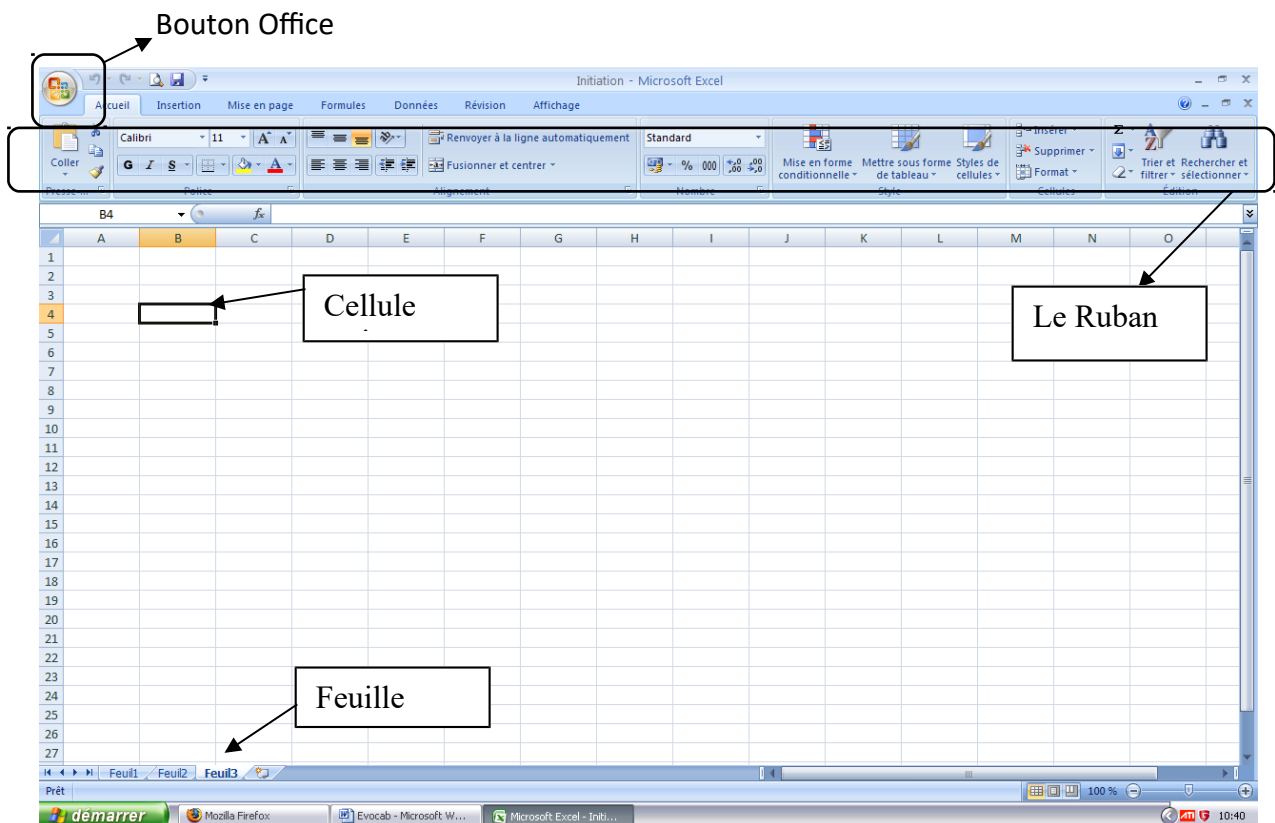 Bouton Office
Initiation - Microsoft Excel
Accueil Insertion Mise en page Formules Données Révision Affichage
Calibri 11 Renvoyer à la ligne automatiquement Standard Insérer Σ
Coller G I S A Fusionner et centrer % 000 Mise en forme conditionnelle Mettre sous forme de tableau Styles de cellules Supprimer Format Trier et filtrer Rechercher et sélectionner
Presse-... Police Alignement Nombre Style Cellules Édition
B4 fx
A B C D E F G H I J K L M N O
1
2
3
Cellule
4
Le Ruban
5
6
7
8
9
10
11
12
13
14
15
16
17
18
19
20
21
22
23
24
Feuille
25
26
27
Feuil1 Feuil2 Feuil3
Prêt 100 %
démarrer Mozilla Firefox Evocab - Microsoft W... Microsoft Excel - Initi... ATI 10:40